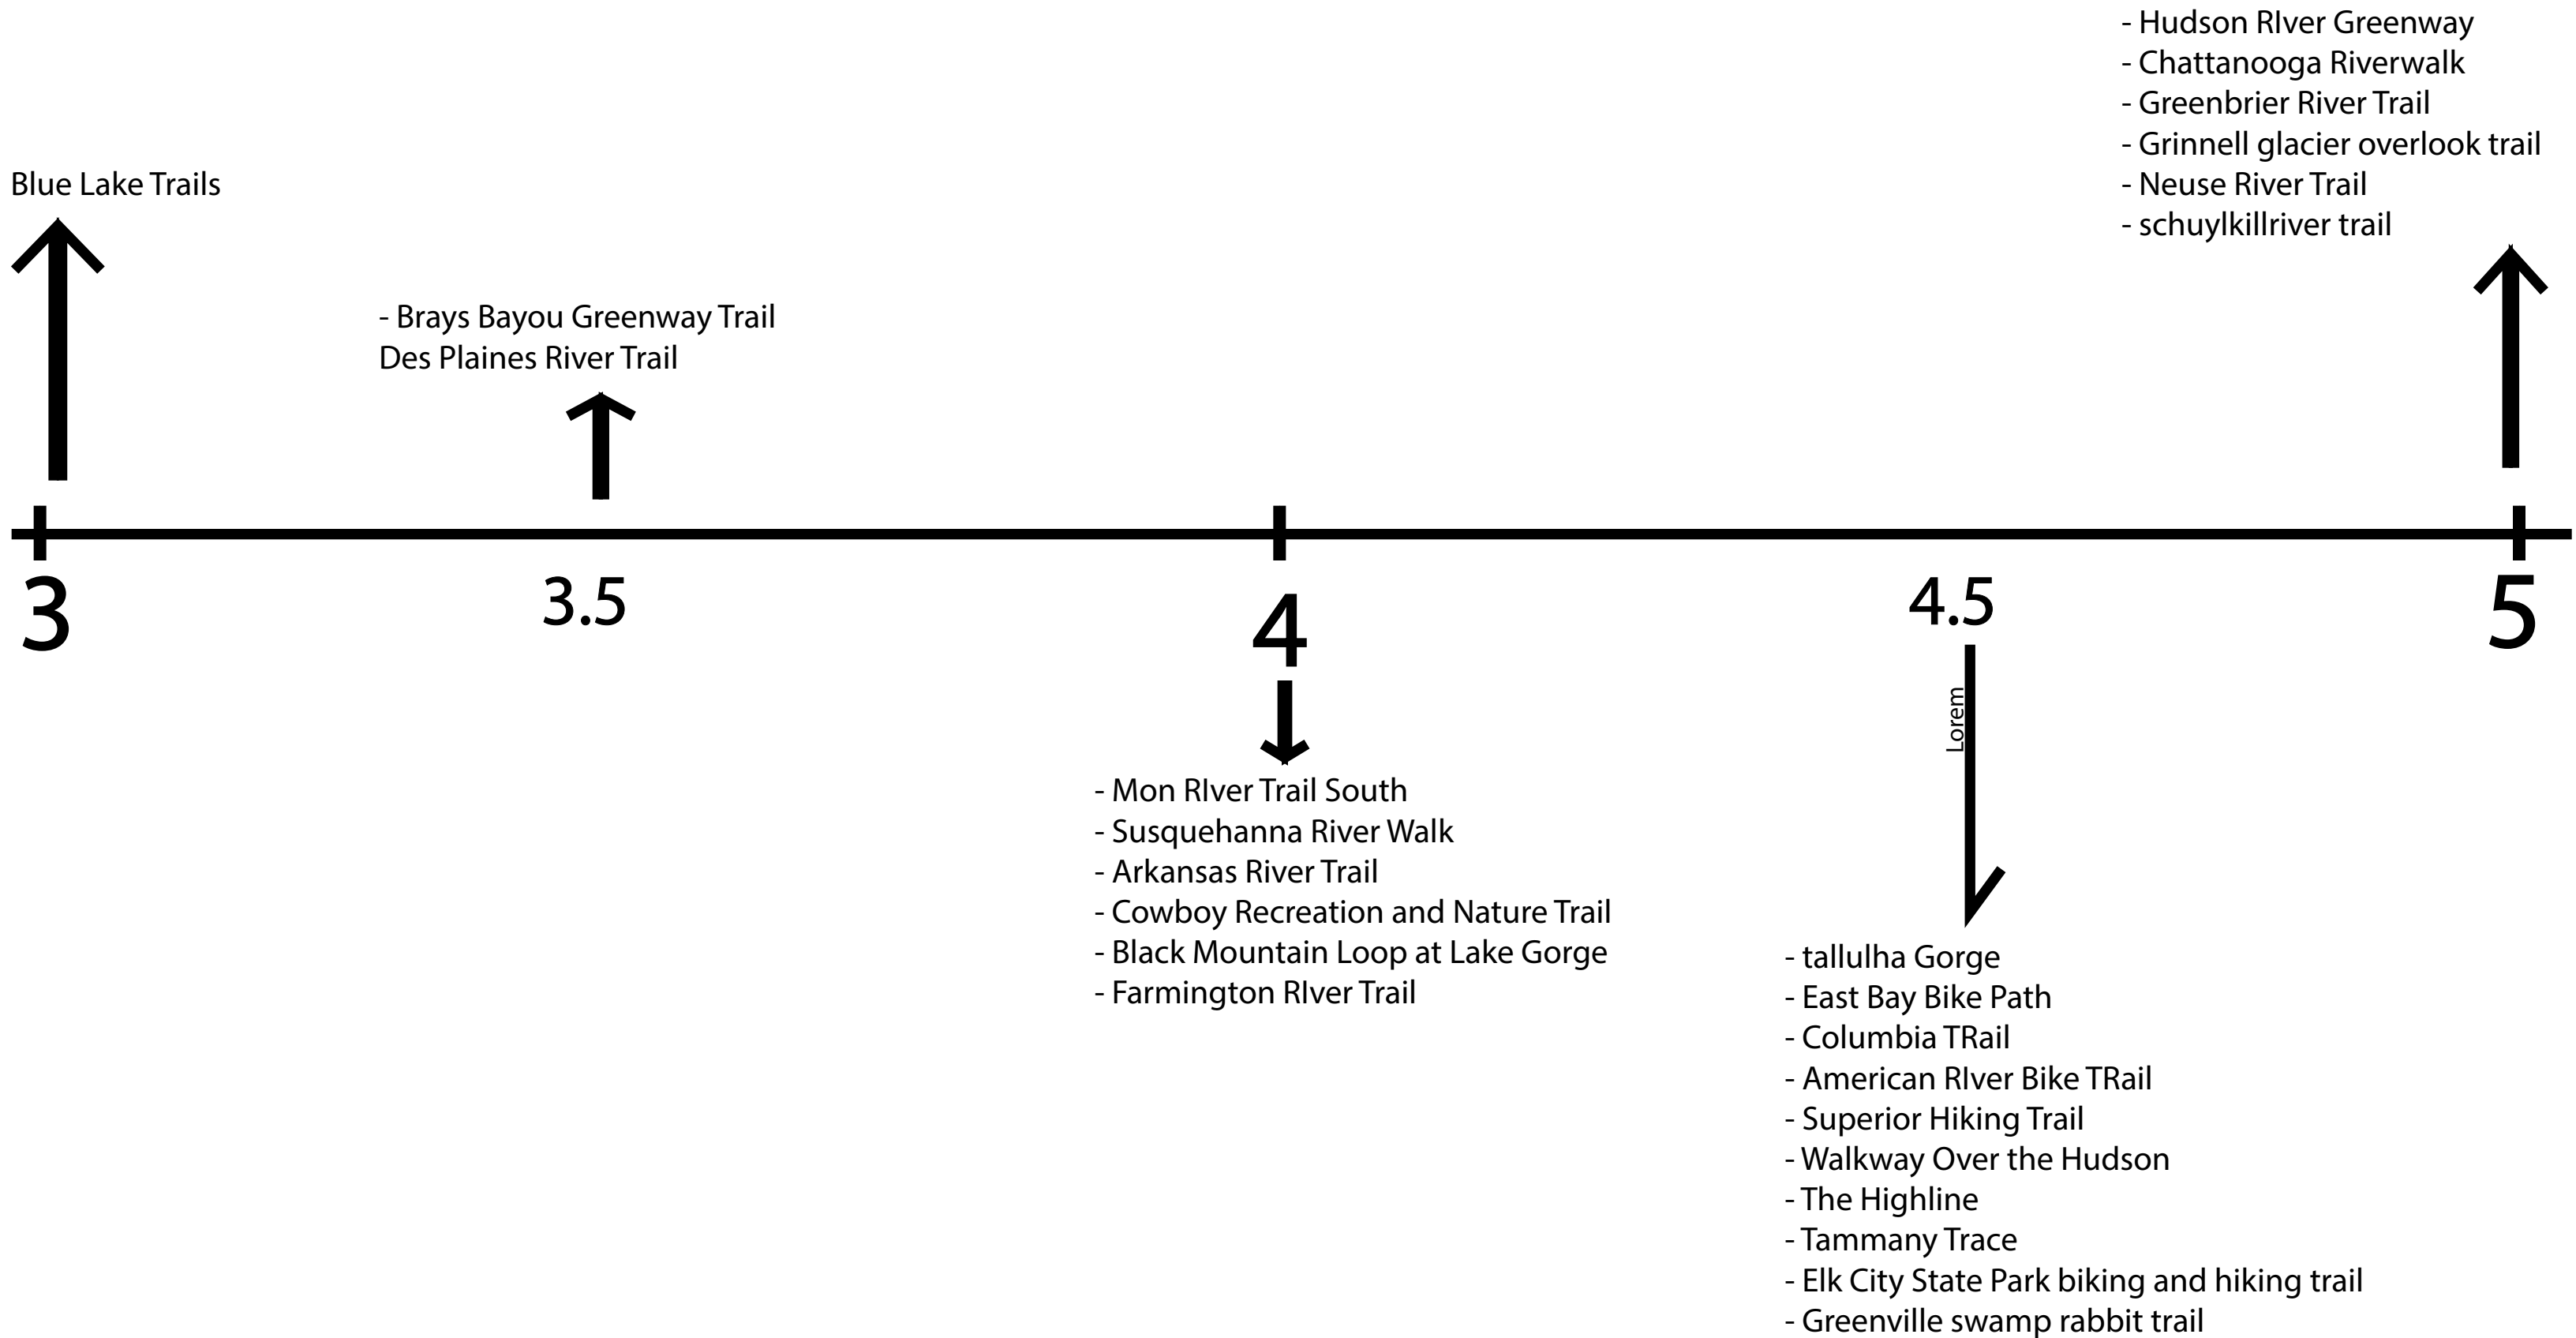 - Hudson RIver Greenway
- Chattanooga Riverwalk
- Greenbrier River Trail
- Grinnell glacier overlook trail
- Neuse River Trail
- schuylkillriver trail
Blue Lake Trails
- Brays Bayou Greenway Trail
Des Plaines River Trail
3
3.5
4
4.5
5
Lorem
- Mon RIver Trail South
- Susquehanna River Walk
- Arkansas River Trail
- Cowboy Recreation and Nature Trail
- Black Mountain Loop at Lake Gorge
- Farmington RIver Trail
- tallulha Gorge
- East Bay Bike Path
- Columbia TRail
- American RIver Bike TRail
- Superior Hiking Trail
- Walkway Over the Hudson
- The Highline
- Tammany Trace
- Elk City State Park biking and hiking trail
- Greenville swamp rabbit trail